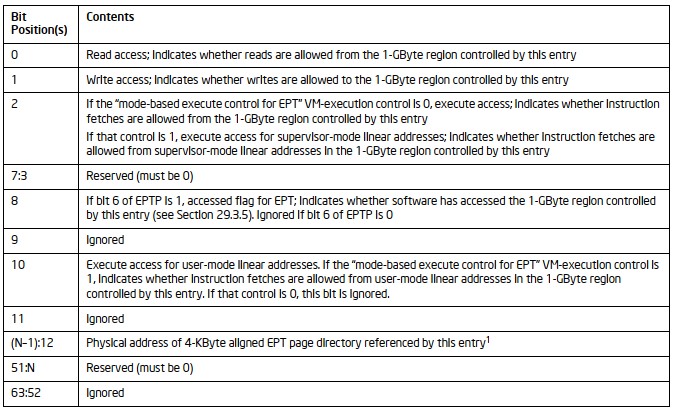 Bit
Position(s)
Contents
0
Read access; indicates whether reads are allowed from the 1-GByte region controlled by this entry
1
Write access; indicates whether writes are allowed to the 1-GByte region controlled by this entry
2
If the “mode-based execute control for EPT” VM-execution control is 0, execute access; indicates whether instruction
fetches are allowed from the 1-GByte region controlled by this entry
If that control is 1, execute access for supervisor-mode linear addresses; indicates whether instruction fetches are
allowed from supervisor-mode linear addresses in the 1-GByte region controlled by this entry
7:3
Reserved (must be 0)
8
If bit 6 of EPTP is 1, accessed flag for EPT; indicates whether software has accessed the 1-GByte region controlled
by this entry (see Section 29.3.5). Ignored if bit 6 of EPTP is 0
9
Ignored
10
Execute access for user-mode linear addresses. If the “mode-based execute control for EPT” VM-execution control is
1, indicates whether instruction fetches are allowed from user-mode linear addresses in the 1-GByte region
controlled by this entry. If that control is 0, this bit is ignored.
11
Ignored
(N–1):12
Physical address of 4-KByte aligned EPT page directory referenced by this entry1
51:N
Reserved (must be 0)
63:52
Ignored